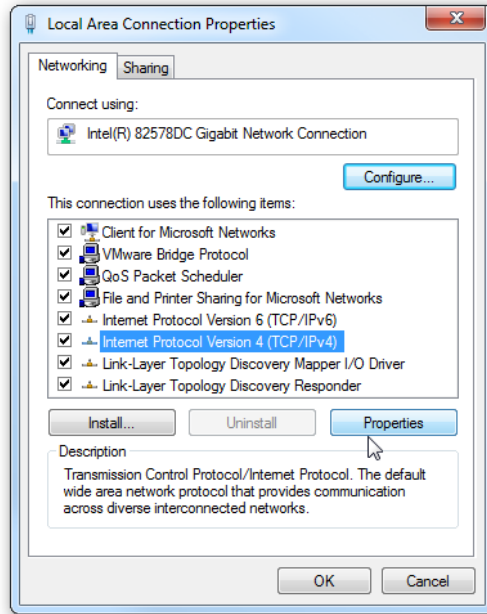 Local Area Connection Properties
Networking
Sharing
Connect using:
Intel(R) 82578DC Gigabit Network Connection
Configure...
This connection uses the following items:
Client for Microsoft Networks
VMware Bridge Protocol
QoS Packet Scheduler
File and Printer Sharing for Microsoft Networks
Internet Protocol Version 6 (TCP/IPv6)
Internet Protocol Version 4 (TCP/IPv4)
Link-Layer Topology Discovery Mapper I/O Driver
Link-Layer Topology Discovery Responder
Install...
Uninstall
Properties
Description
Transmission Control Protocol/Internet Protocol. The default
wide area network protocol that provides communication
across diverse interconnected networks.
OK
Cancel